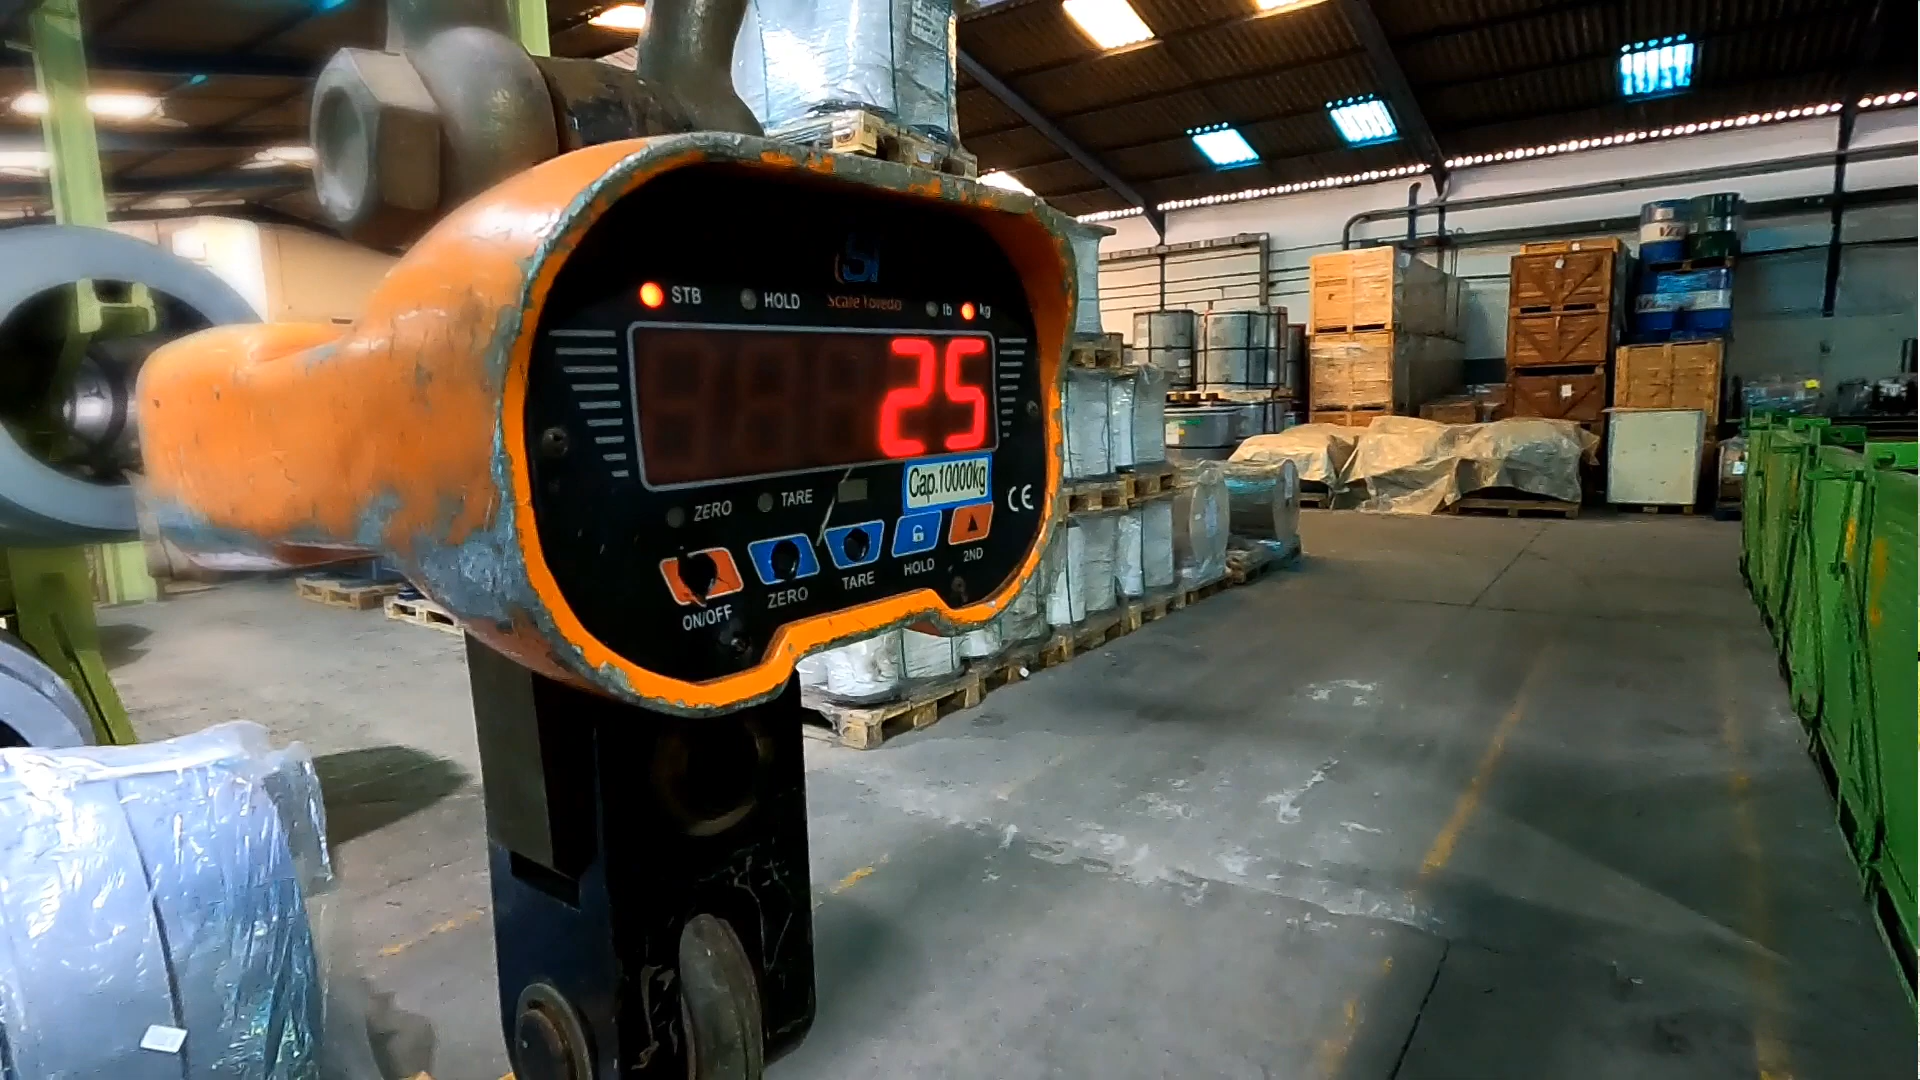 STB HOLD Scale Toledo lb kg
25
Cap.10000kg
ZERO TARE
CE
ON/OFF ZERO TARE HOLD 2ND